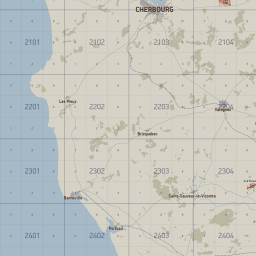 CHERBOURG
2101 2102 2103 2104
Les Pieux
2201 2202 2203 2204
Valognes
Bricquebec
2301 2302 2303 2304
Barneville
Saint-Sauveur-le-Vicomte
Portbail
2401 2402 2403 2404